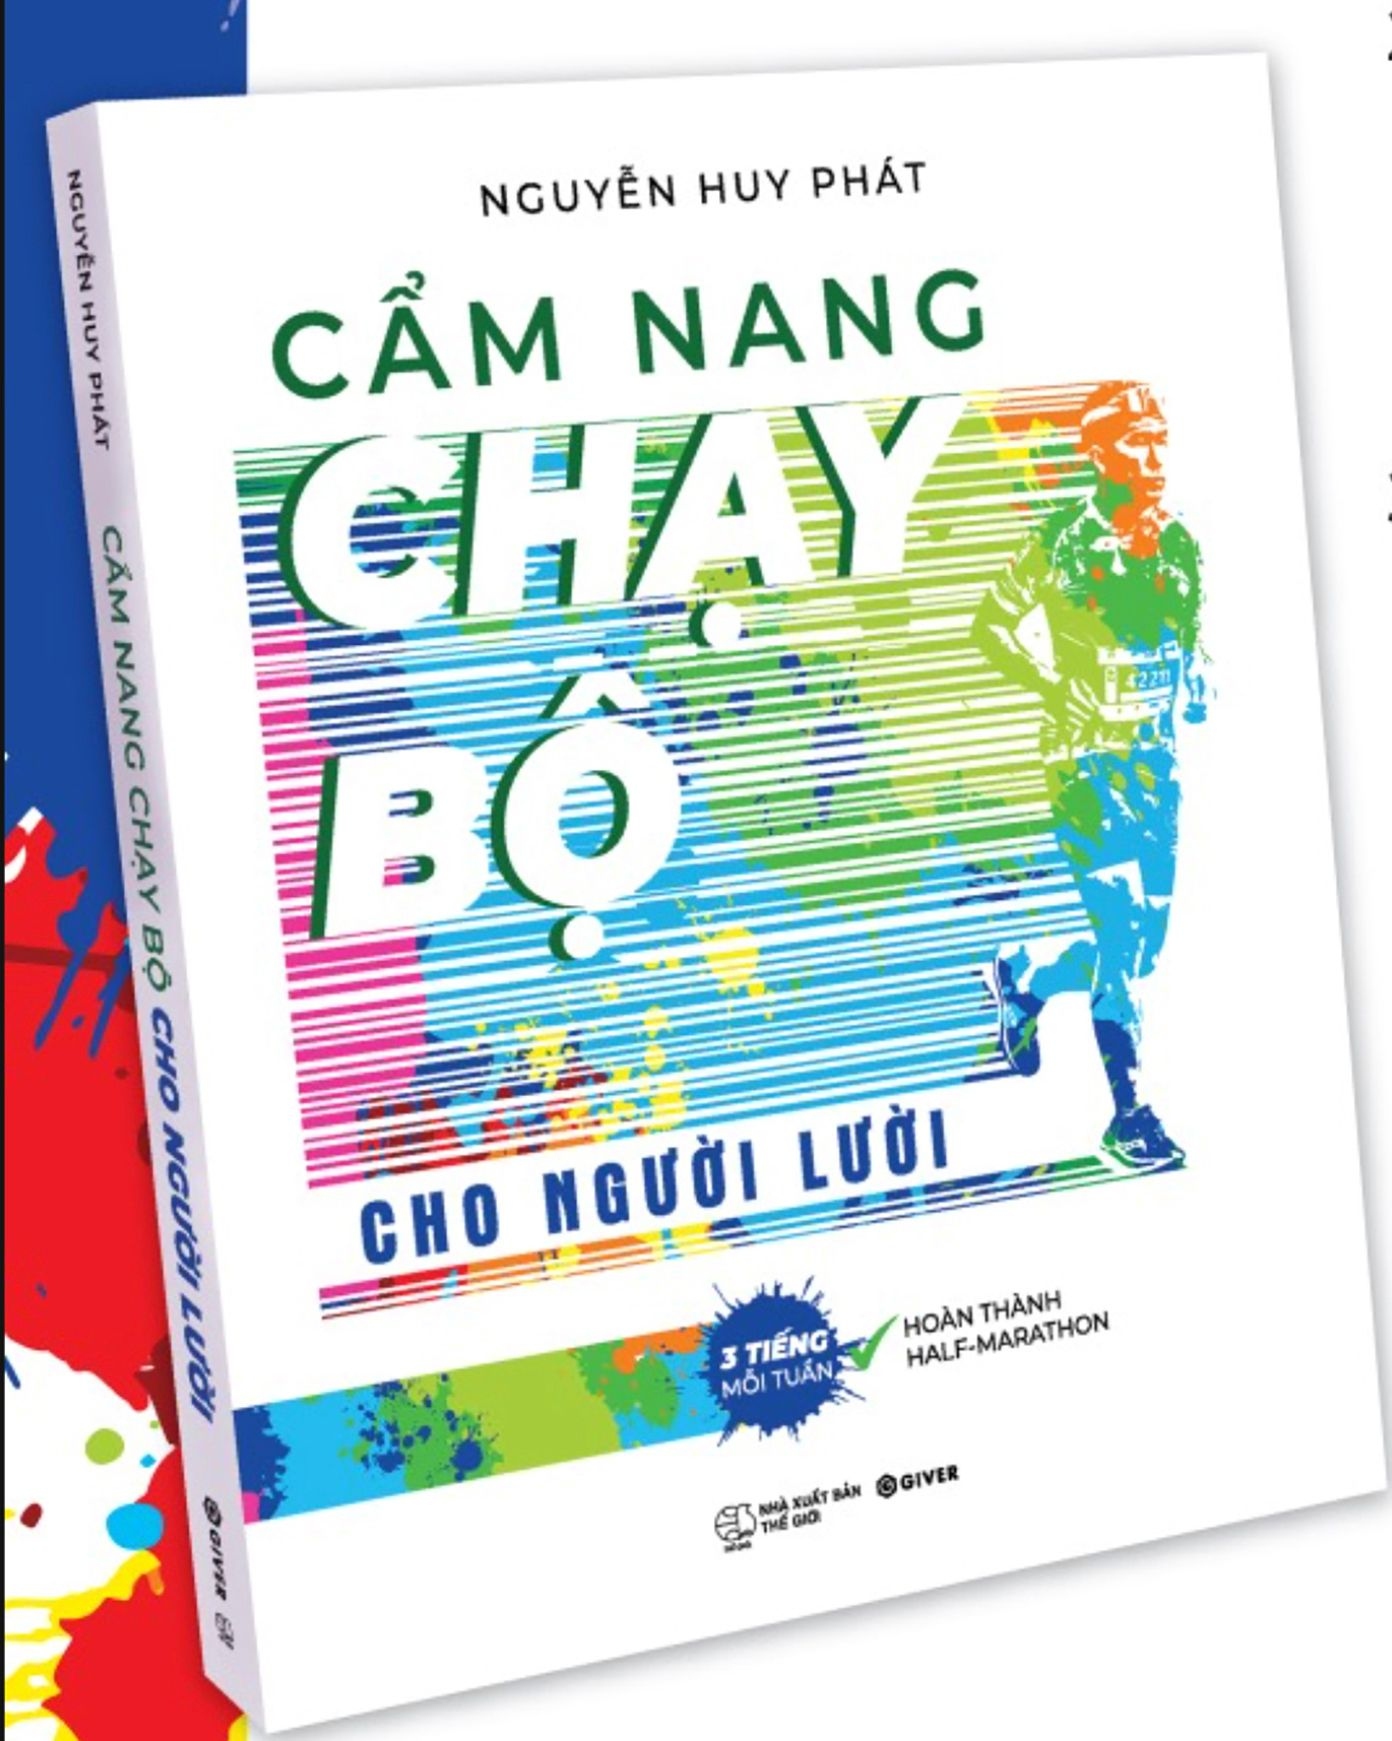 NGUYỄN HUY PHÁT
CẨM NANG
CHẠY
BỘ
CHO NGƯỜI LƯỜI
3 TIẾNG
MỖI TUẦN
HOÀN THÀNH
HALF-MARATHON
NHÀ XUẤT BẢN
THẾ GIỚI
GIVER
42211
NGUYỄN HUY PHÁT
CẨM NANG CHẠY BỘ CHO NGƯỜI LƯỜI
GIVER